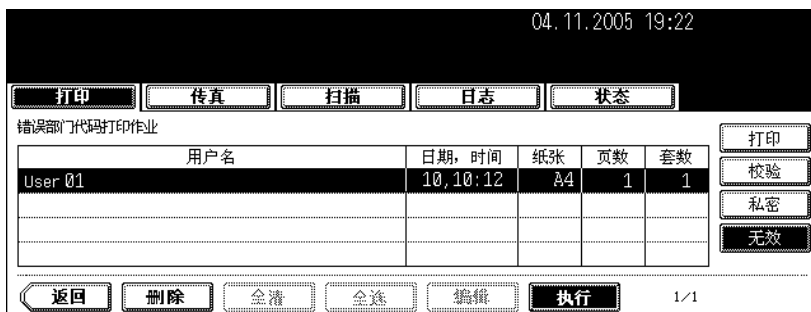 04.11.2005 19:22
打印 传真 扫描 日志 状态
错误部门代码打印作业
打印
用户名 日期，时间 纸张 页数 套数
校验
User 01 10,10:12 A4 1 1
私密
无效
返回 删除 全清 全选 编辑 执行 1/1